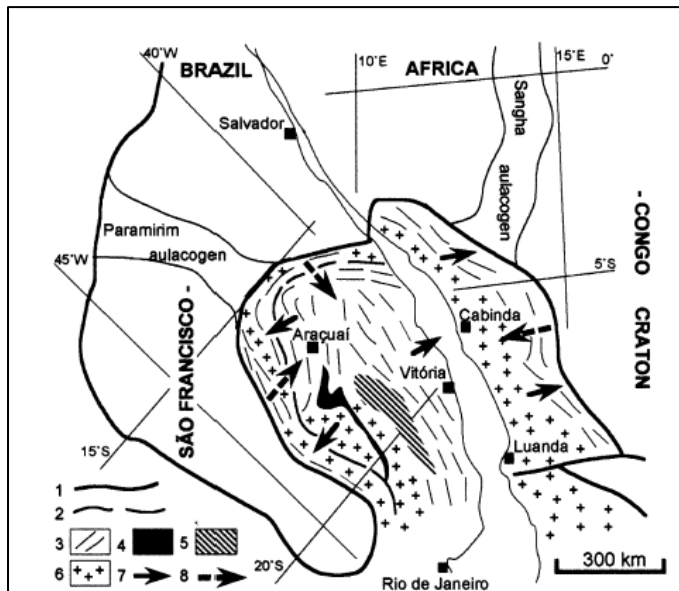 40°W
BRAZIL
10°E
AFRICA
15°E
0°
Salvador
Sangha
aulacogen
Paramirim
aulacogen
45°W
- CONGO CRATON
5°S
SÃO FRANCISCO -
Cabinda
Araçuaí
Vitória
Luanda
15°S
1
2
3 4 5
6 7 8
20°S
Rio de Janeiro
300 km